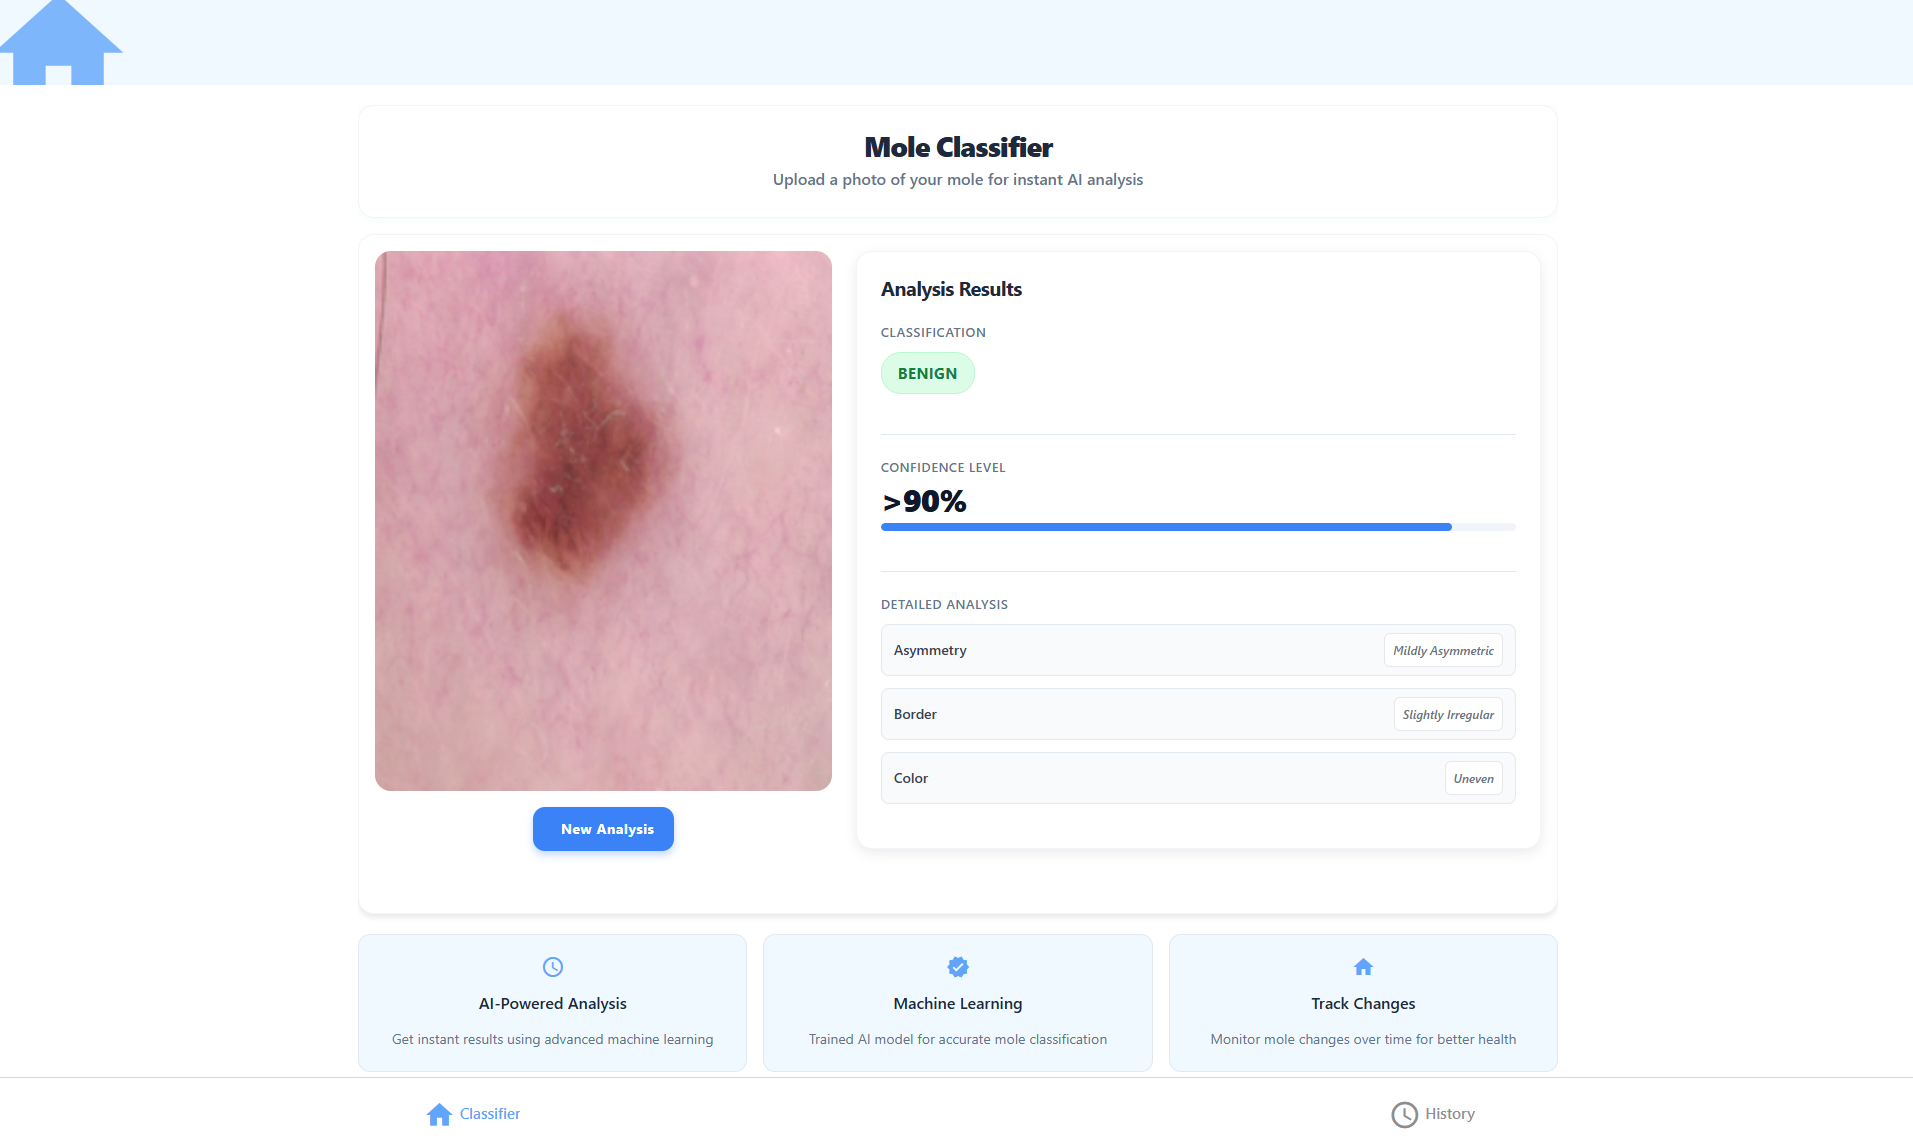 Mole Classifier
Upload a photo of your mole for instant AI analysis
Analysis Results
CLASSIFICATION
BENIGN
CONFIDENCE LEVEL
>90%
DETAILED ANALYSIS
Asymmetry Mildly Asymmetric
Border Slightly Irregular
Color Uneven
New Analysis
AI-Powered Analysis
Get instant results using advanced machine learning
Machine Learning
Trained AI model for accurate mole classification
Track Changes
Monitor mole changes over time for better health
Classifier
History